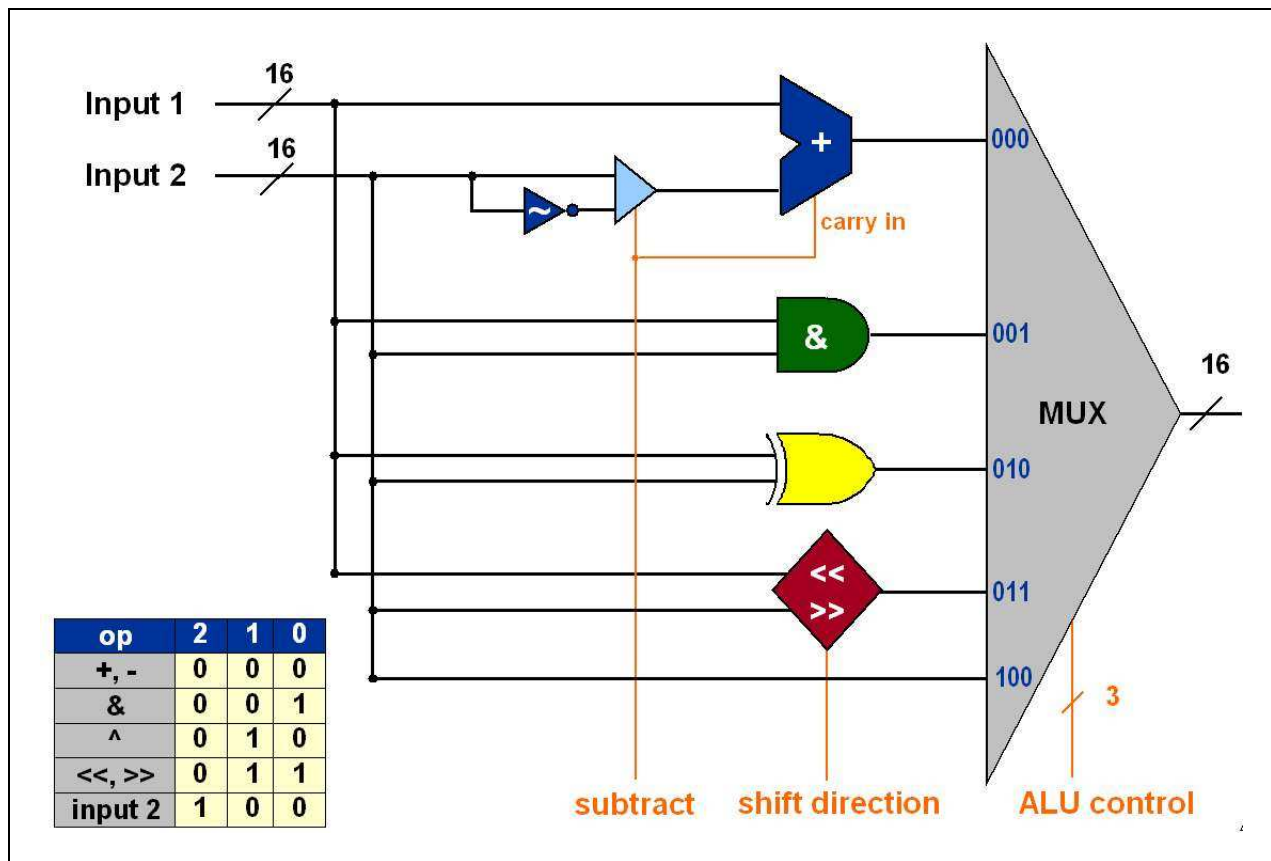 16
Input 1
16
Input 2
+
000
~
carry in
&
001
16
MUX
010
<<
>>
011
100
3
op 2 1 0
+, - 0 0 0
& 0 0 1
^ 0 1 0
<<, >> 0 1 1
input 2 1 0 0
subtract
shift direction
ALU control